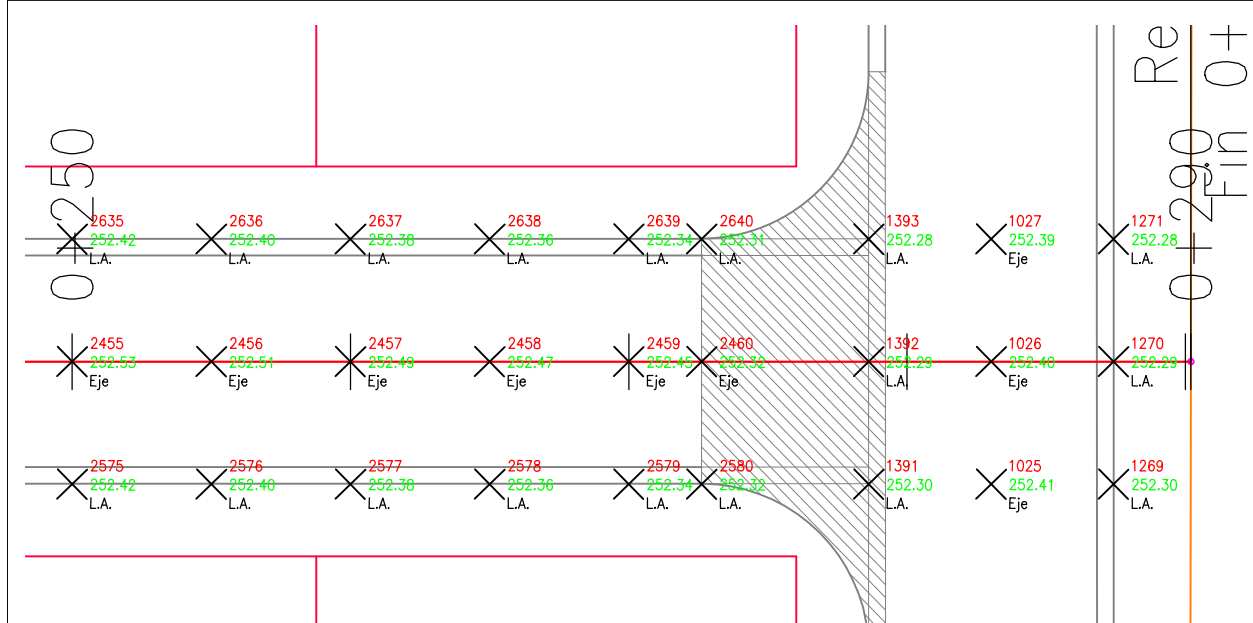 Re
Fin 0+
0+250
0+290
2635
252.42
L.A.
2636
252.40
L.A.
2637
252.38
L.A.
2638
252.36
L.A.
2639
252.34
L.A.
2640
252.31
L.A.
1393
252.28
L.A.
1027
252.39
Eje
1271
252.28
L.A.
2455
252.53
Eje
2456
252.51
Eje
2457
252.49
Eje
2458
252.47
Eje
2459
252.45
Eje
2460
252.32
Eje
1392
252.29
L.A.
1026
252.40
Eje
1270
252.29
L.A.
2575
252.42
L.A.
2576
252.40
L.A.
2577
252.38
L.A.
2578
252.36
L.A.
2579
252.34
L.A.
2580
252.32
L.A.
1391
252.30
L.A.
1025
252.41
Eje
1269
252.30
L.A.